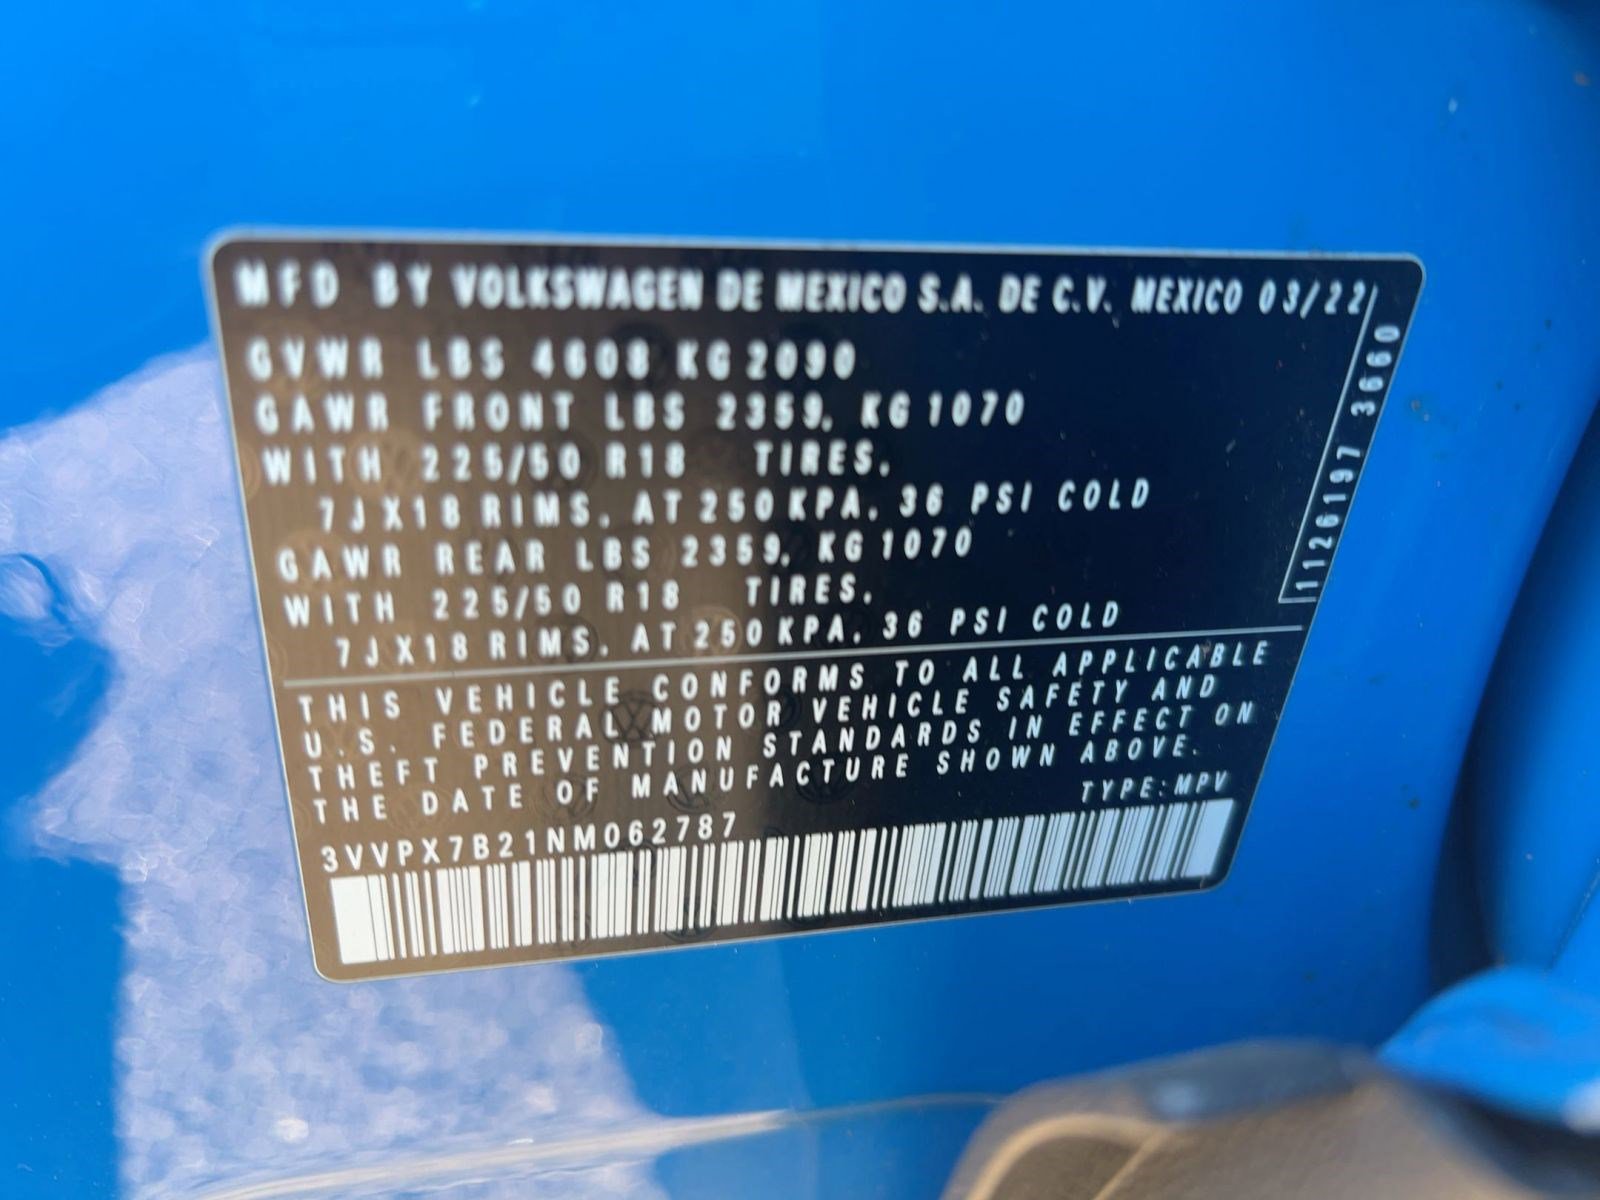 MFD BY VOLKSWAGEN DE MEXICO S.A. DE C.V. MEXICO 03/22
GVWR LBS 4608 KG 2090
GAWR FRONT LBS 2359, KG 1070
WITH 225/50 R18 TIRES,
7JX18 RIMS, AT 250 KPA, 36 PSI COLD
GAWR REAR LBS 2359, KG 1070
WITH 225/50 R18 TIRES,
7JX18 RIMS, AT 250 KPA, 36 PSI COLD
1126197 3660
THIS VEHICLE CONFORMS TO ALL APPLICABLE
U.S. FEDERAL MOTOR VEHICLE SAFETY AND
THEFT PREVENTION STANDARDS IN EFFECT ON
THE DATE OF MANUFACTURE SHOWN ABOVE.
TYPE:MPV
3VVPX7B21NM062787